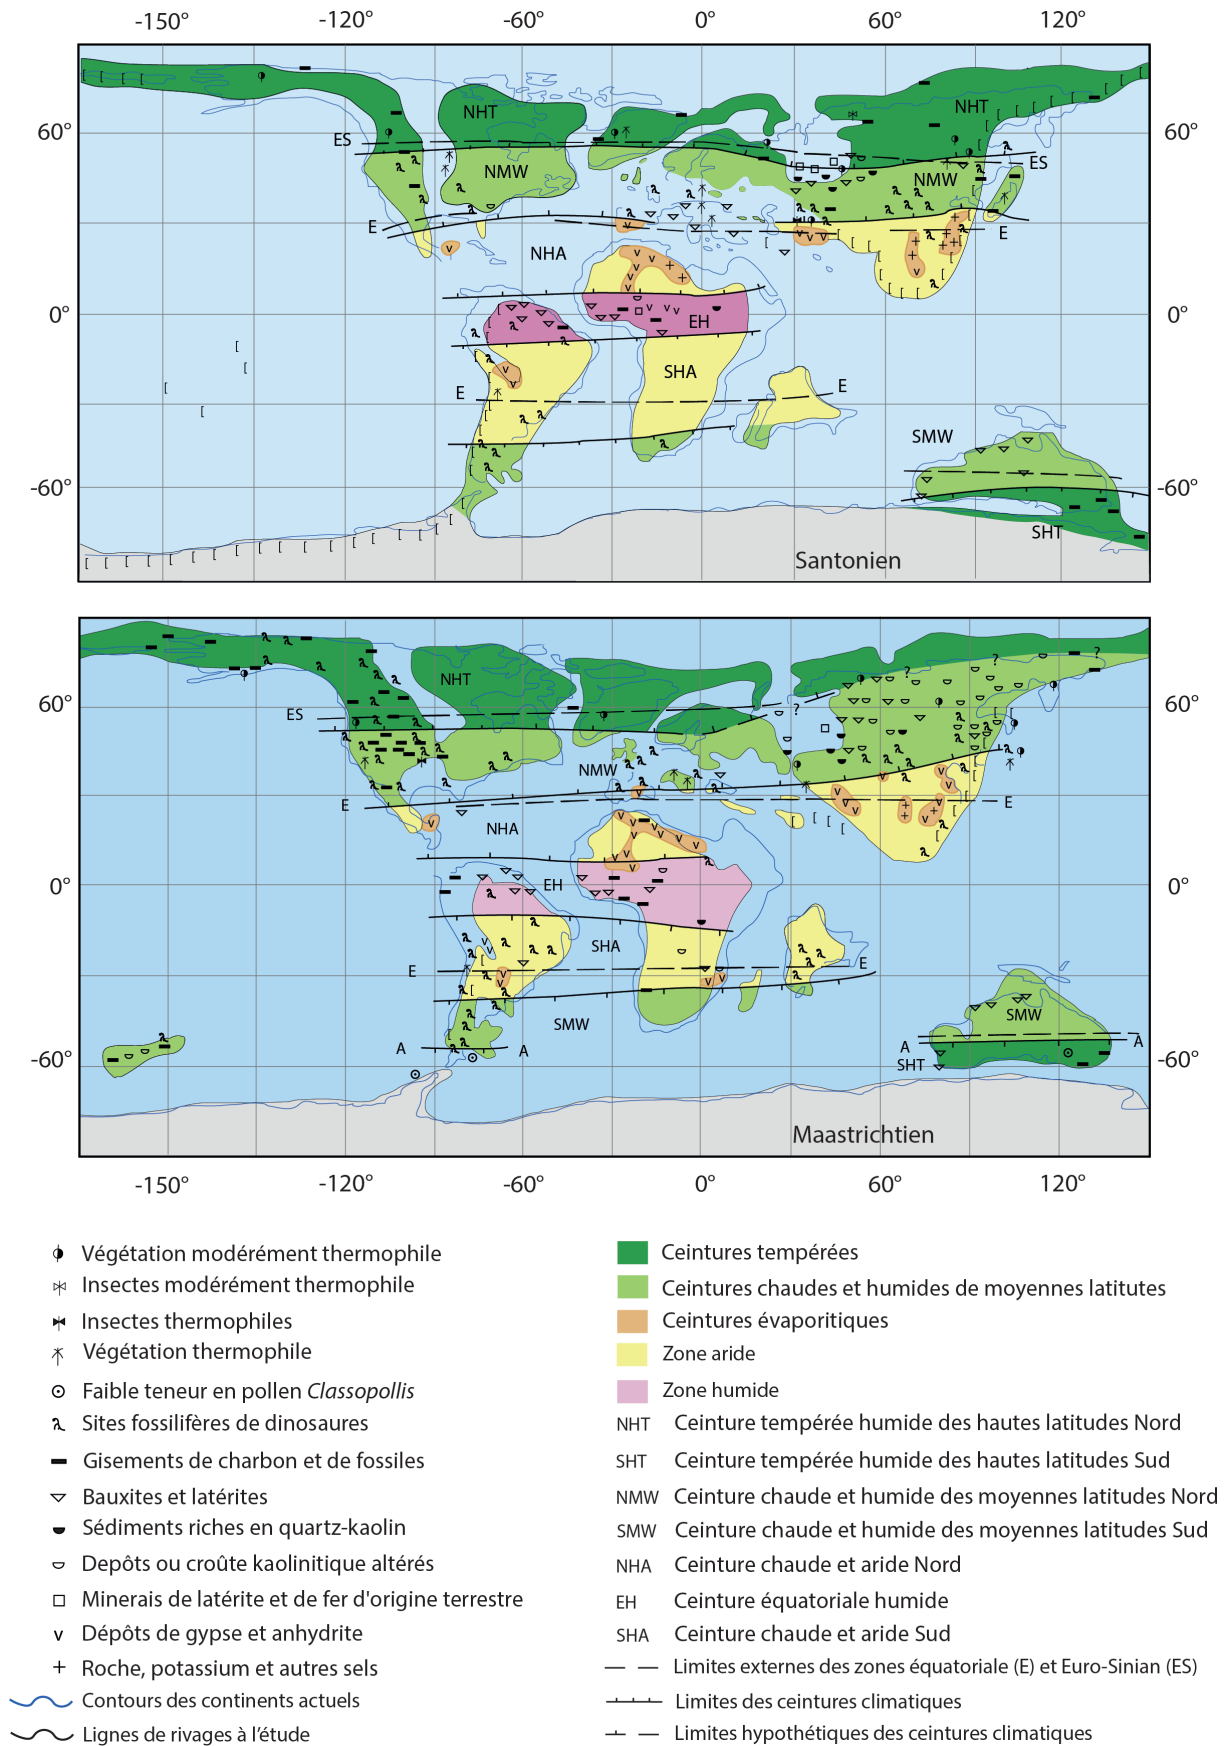 -150° -120° -60° 0° 60° 120°
NHT NHT
60° ES 60°
NMW NMW ES
E NHA E
0° EH 0°
SHA
E E
SMW
-60° -60°
SHT
Santonien
NHT ? ?
60° ES ? 60°
NMW
E E
NHA
0° EH 0°
SHA
E E
SMW SMW
A A A A
-60° SHT -60°
Maastrichtien
-150° -120° -60° 0° 60° 120°
Végétation modérément thermophile
Insectes modérément thermophile
Insectes thermophiles
Végétation thermophile
Faible teneur en pollen Classopollis
Sites fossilifères de dinosaures
Gisements de charbon et de fossiles
Bauxites et latérites
Sédiments riches en quartz-kaolin
Depôts ou croûte kaolinitique altérés
Minerais de latérite et de fer d'origine terrestre
v Dépôts de gypse et anhydrite
+ Roche, potassium et autres sels
Contours des continents actuels
Lignes de rivages à l'étude
Ceintures tempérées
Ceintures chaudes et humides de moyennes latitutes
Ceintures évaporitiques
Zone aride
Zone humide
NHT Ceinture tempérée humide des hautes latitudes Nord
SHT Ceinture tempérée humide des hautes latitudes Sud
NMW Ceinture chaude et humide des moyennes latitudes Nord
SMW Ceinture chaude et humide des moyennes latitudes Sud
NHA Ceinture chaude et aride Nord
EH Ceinture équatoriale humide
SHA Ceinture chaude et aride Sud
Limites externes des zones équatoriale (E) et Euro-Sinian (ES)
Limites des ceintures climatiques
Limites hypothétiques des ceintures climatiques